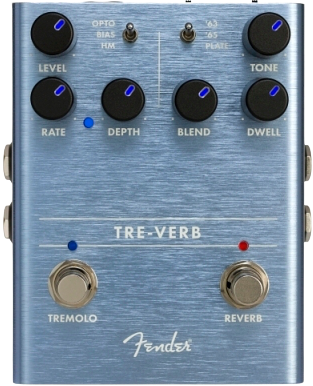 OPTO
BIAS
HM
'63
'65
PLATE
LEVEL
TONE
RATE
DEPTH
BLEND
DWELL
TRE-VERB
TREMOLO
REVERB
Fender